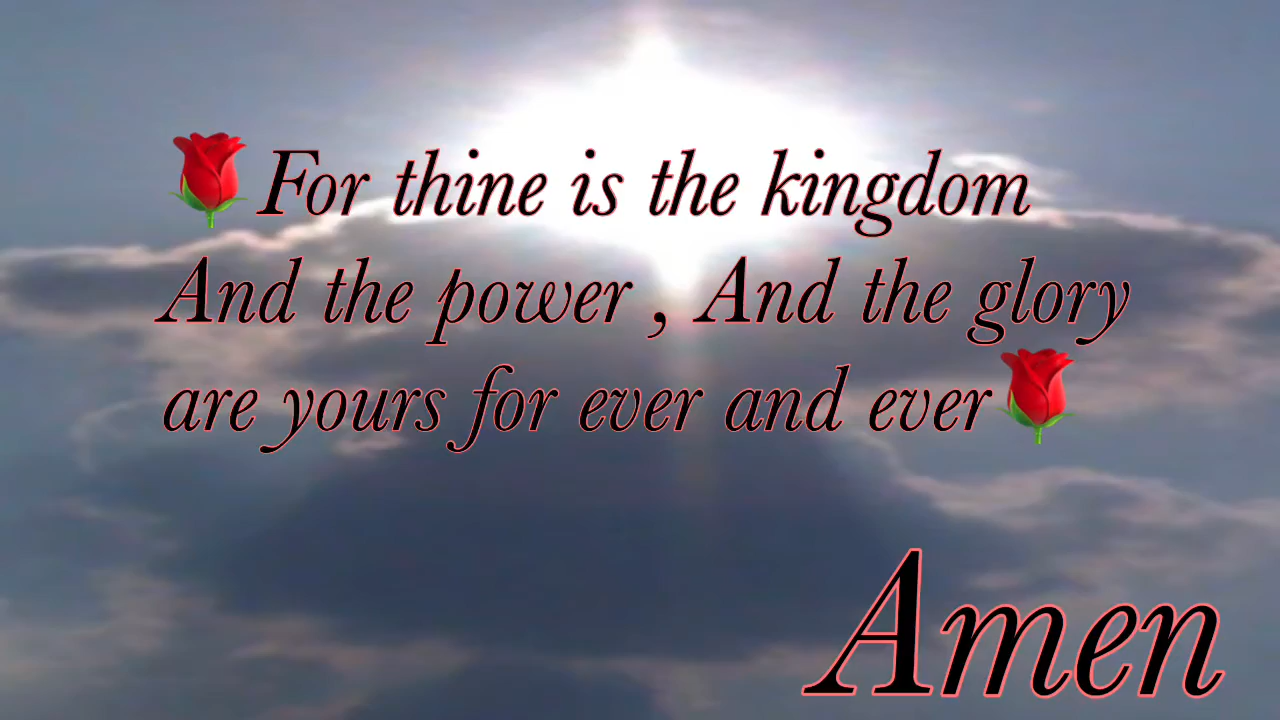 🌹For thine is the kingdom
And the power , And the glory
are yours for ever and ever🌹
Amen